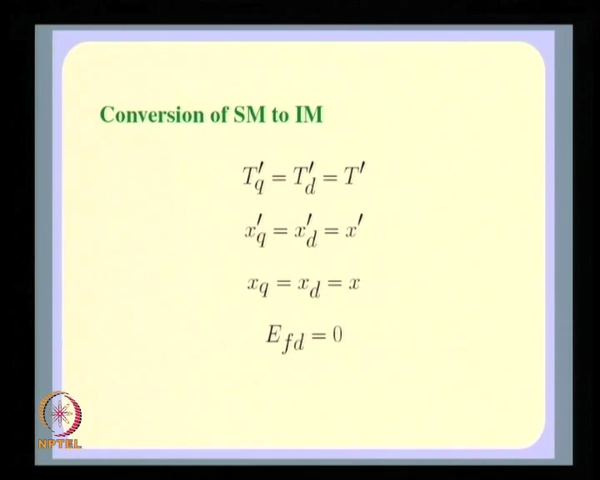 Conversion of SM to IM
T′q = T′d = T′
x′q = x′d = x′
xq = xd = x
Efd = 0
NPTEL